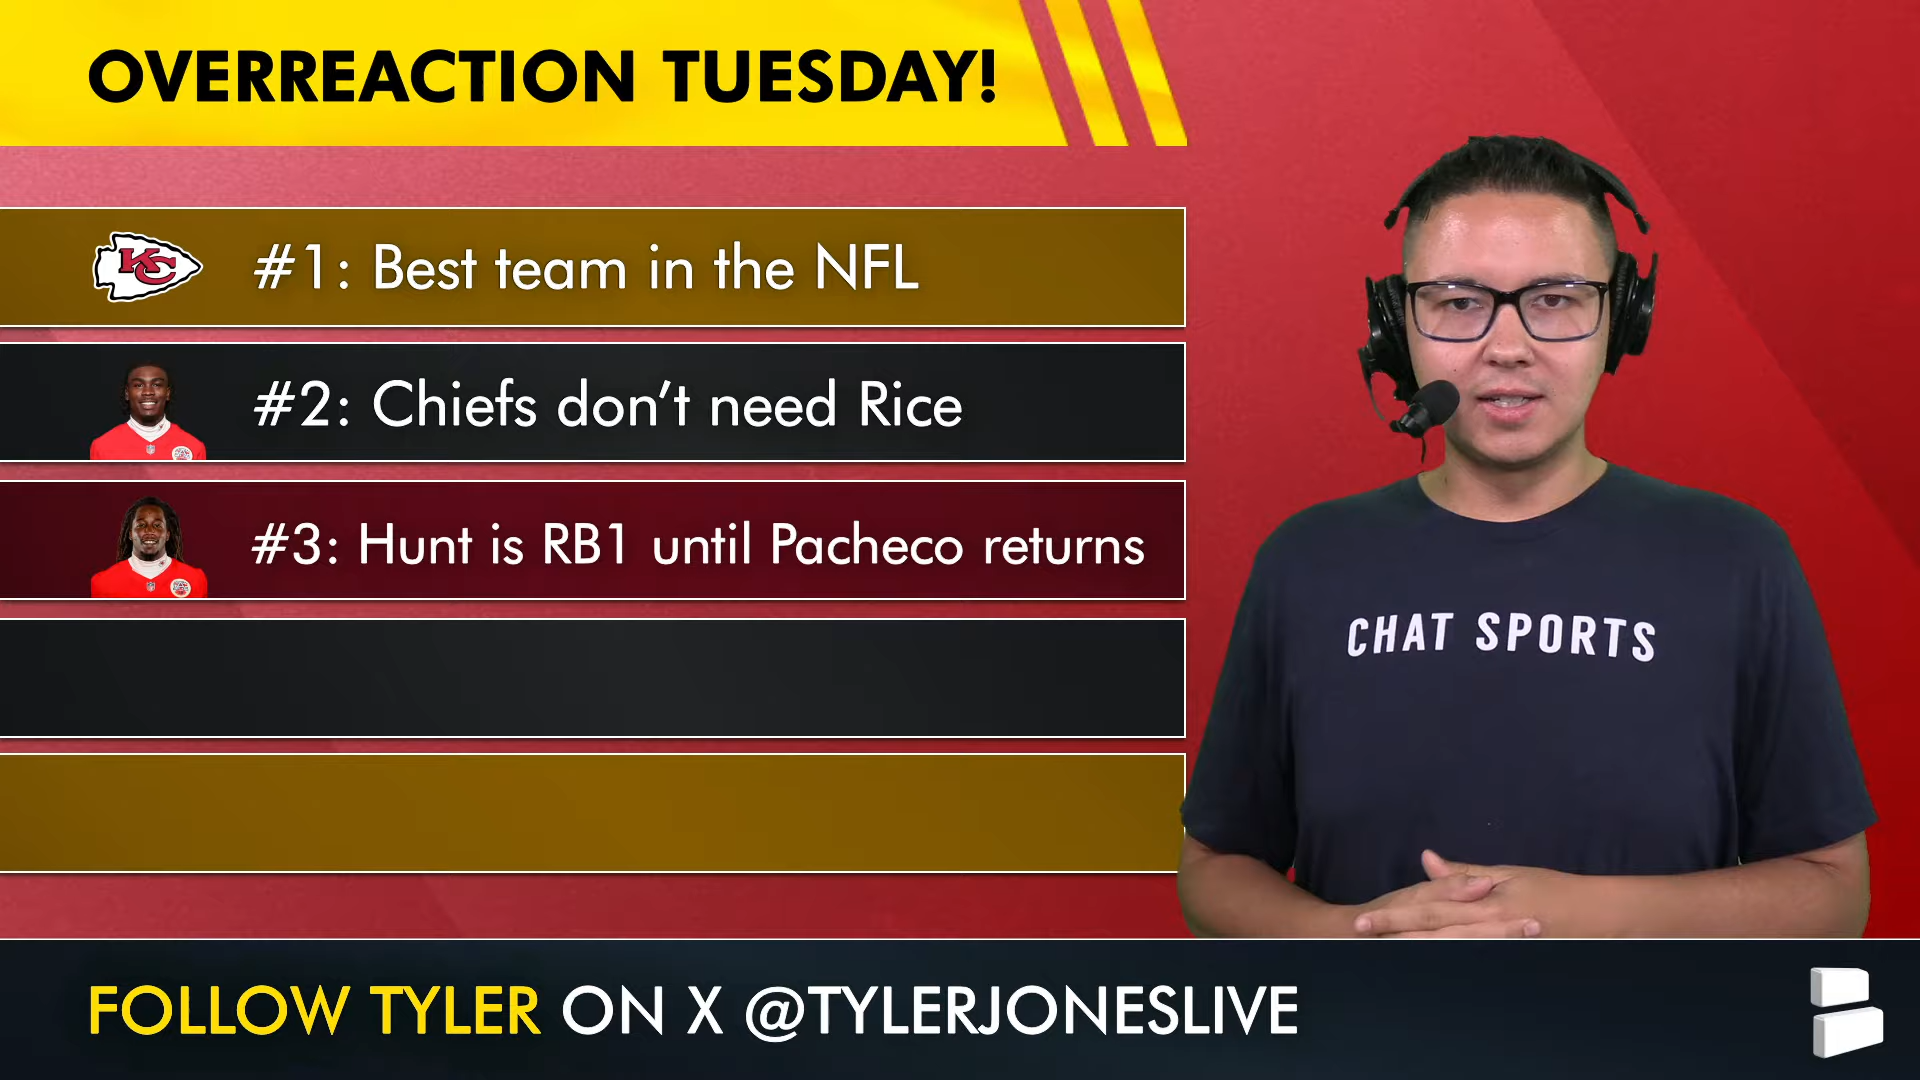 OVERREACTION TUESDAY!
KC
#1: Best team in the NFL
#2: Chiefs don't need Rice
#3: Hunt is RB1 until Pacheco returns
CHAT SPORTS
FOLLOW TYLER ON X @TYLERJONESLIVE